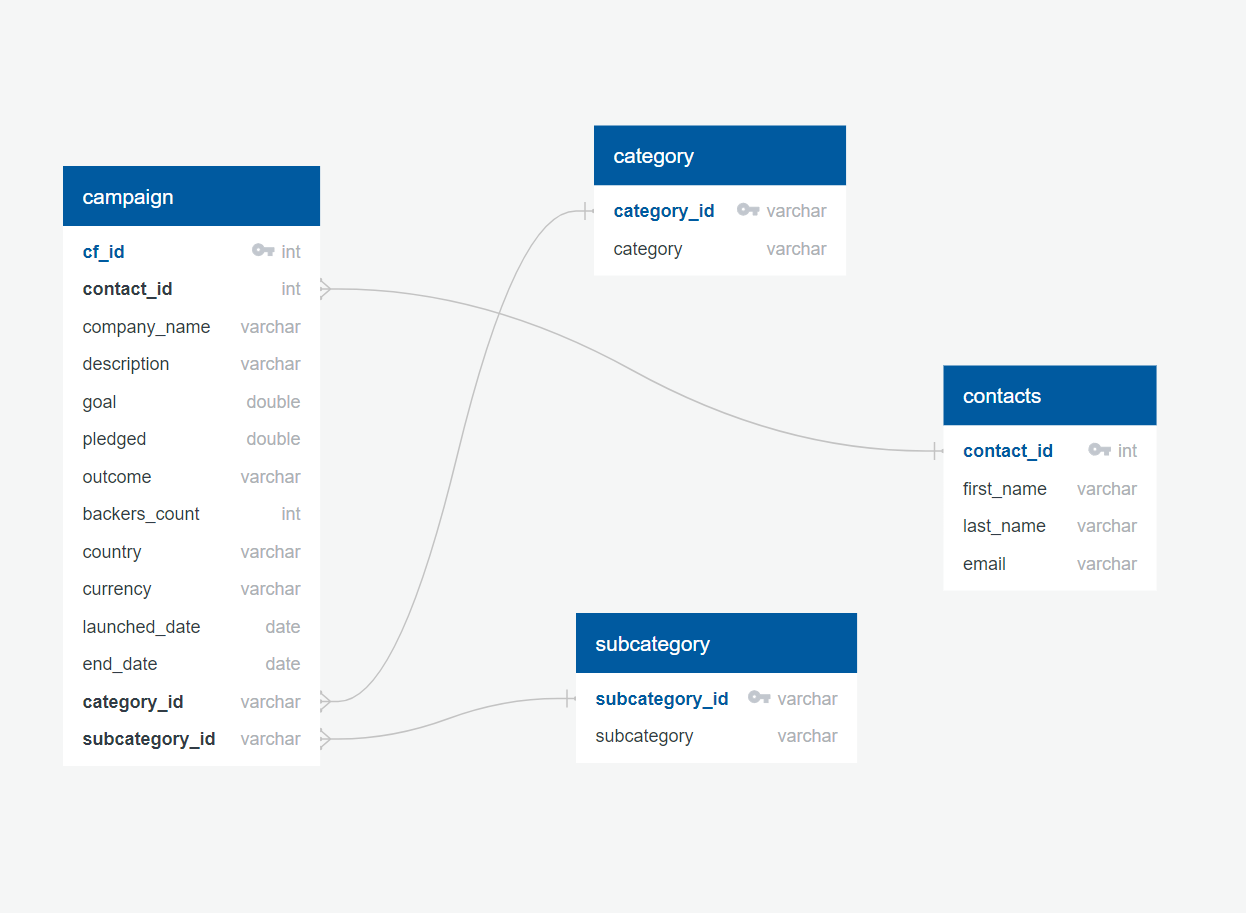 campaign
cf_id int
contact_id int
company_name varchar
description varchar
goal double
pledged double
outcome varchar
backers_count int
country varchar
currency varchar
launched_date date
end_date date
category_id varchar
subcategory_id varchar
category
category_id varchar
category varchar
contacts
contact_id int
first_name varchar
last_name varchar
email varchar
subcategory
subcategory_id varchar
subcategory varchar